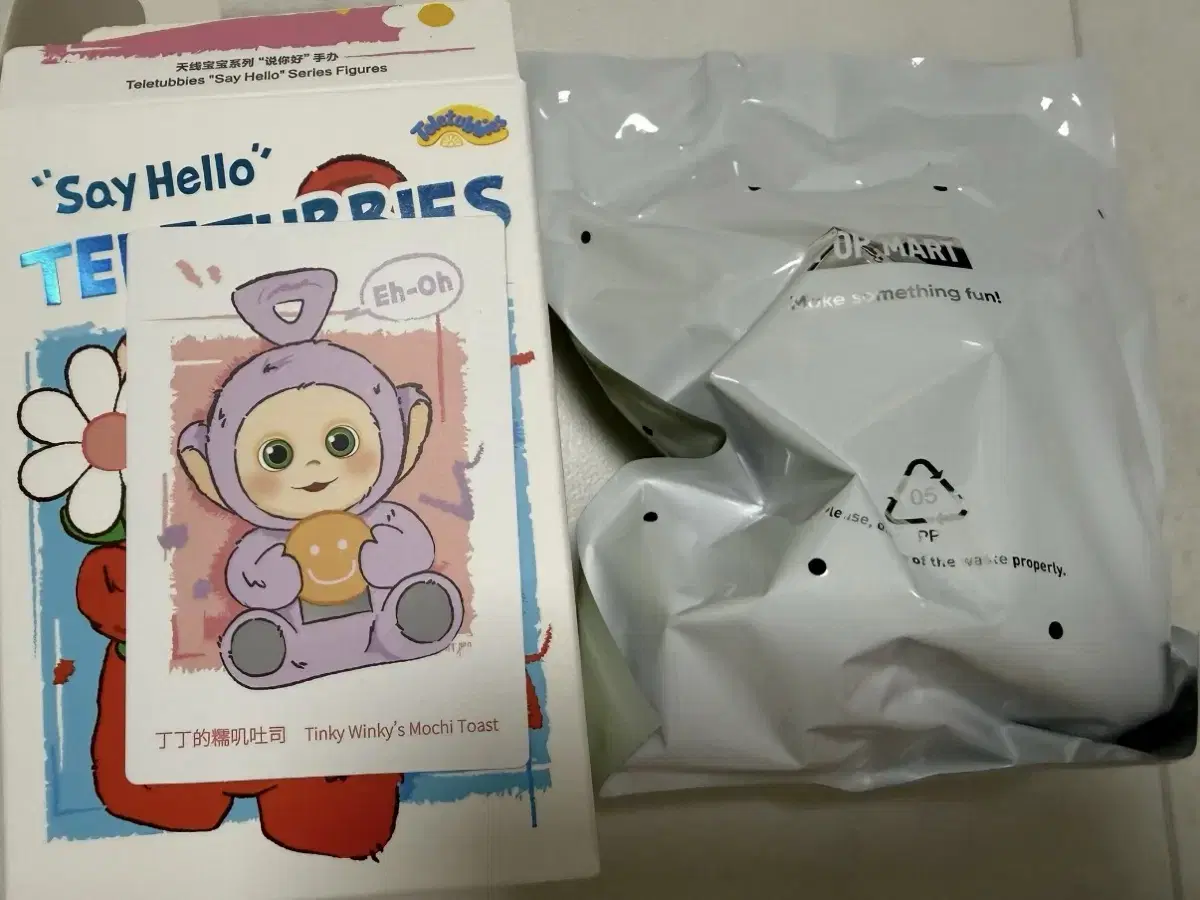 天线宝宝系列 “说你好” 手办
Teletubbies "Say Hello" Series Figures
Teletubbies
"Say Hello"
Eh-Oh
丁丁的糯叽吐司 Tinky Winky's Mochi Toast
OP MART
Make something fun!
05
PP
of the waste properly.